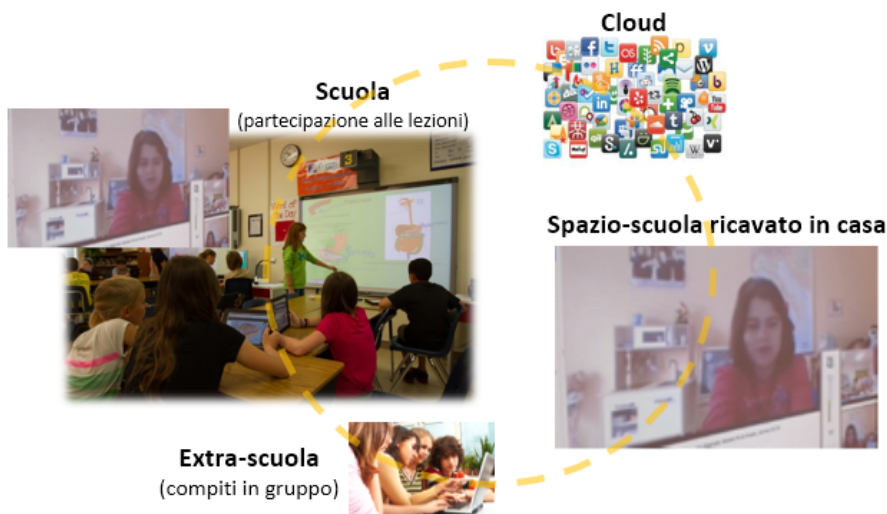 Cloud
Scuola
(partecipazione alle lezioni)
Spazio-scuola ricavato in casa
Extra-scuola
(compiti in gruppo)